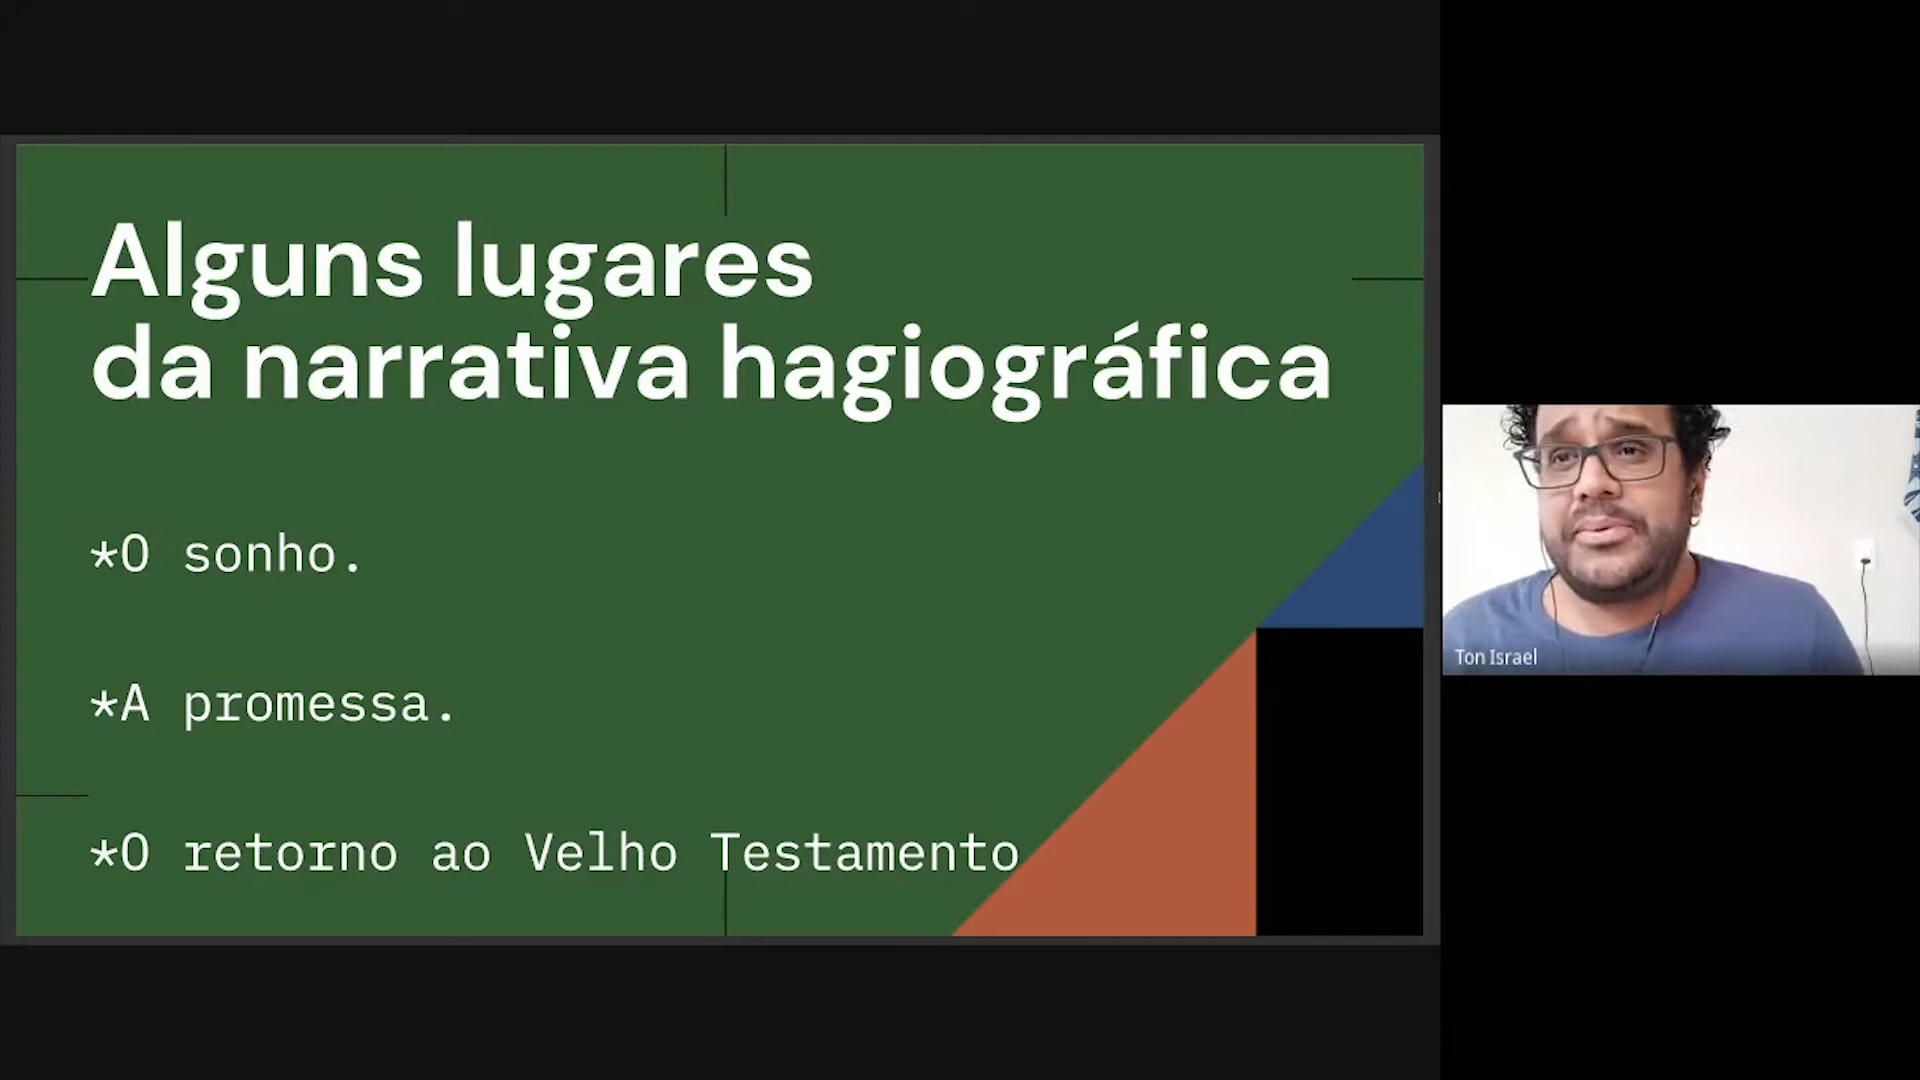 Alguns lugares
da narrativa hagiográfica
*O sonho.
*A promessa.
*O retorno ao Velho Testamento
Ton Israel